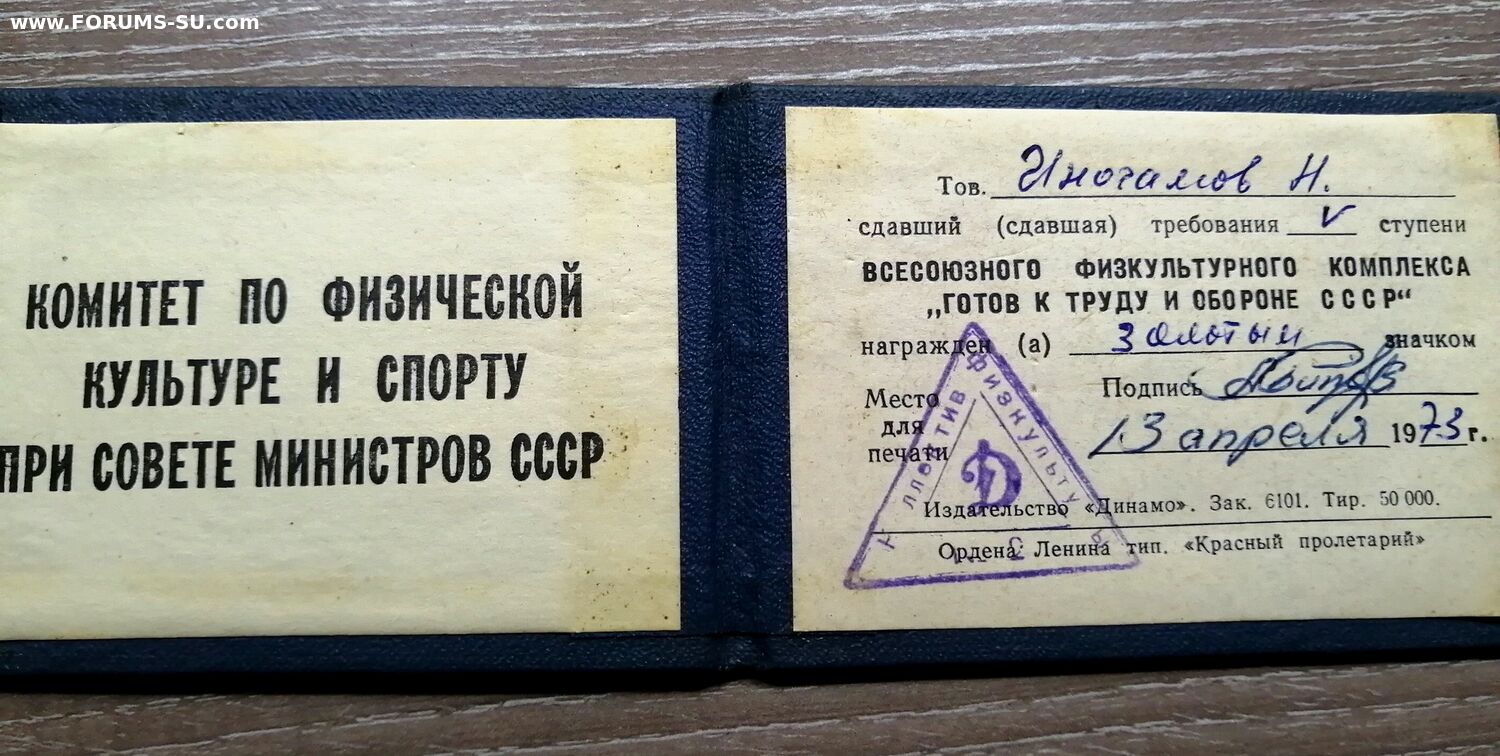 www.FORUMS-SU.com
КОМИТЕТ ПО ФИЗИЧЕСКОЙ
КУЛЬТУРЕ И СПОРТУ
ПРИ СОВЕТЕ МИНИСТРОВ СССР
Тов. Иногамов Н.
сдавший (сдавшая) требования V ступени
ВСЕСОЮЗНОГО ФИЗКУЛЬТУРНОГО КОМПЛЕКСА
„ГОТОВ К ТРУДУ И ОБОРОНЕ СССР“
награжден (а) золотым значком
Место для печати
Подпись
13 апреля 1973 г.
физкультуры
Д
Издательство «Динамо». Зак. 6101. Тир. 50 000.
Ордена Ленина тип. «Красный пролетарий»